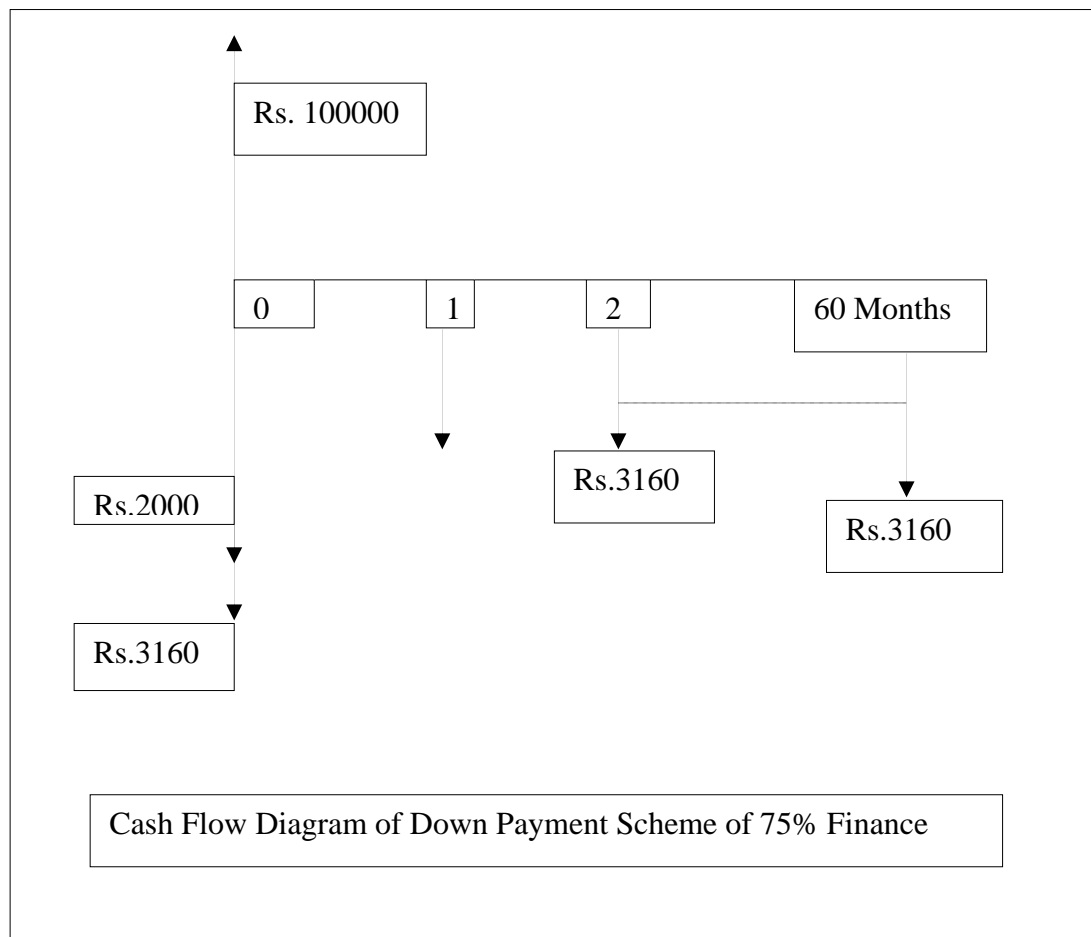 Rs. 100000
0
1
2
60 Months
Rs.2000
Rs.3160
Rs.3160
Rs.3160
Cash Flow Diagram of Down Payment Scheme of 75% Finance